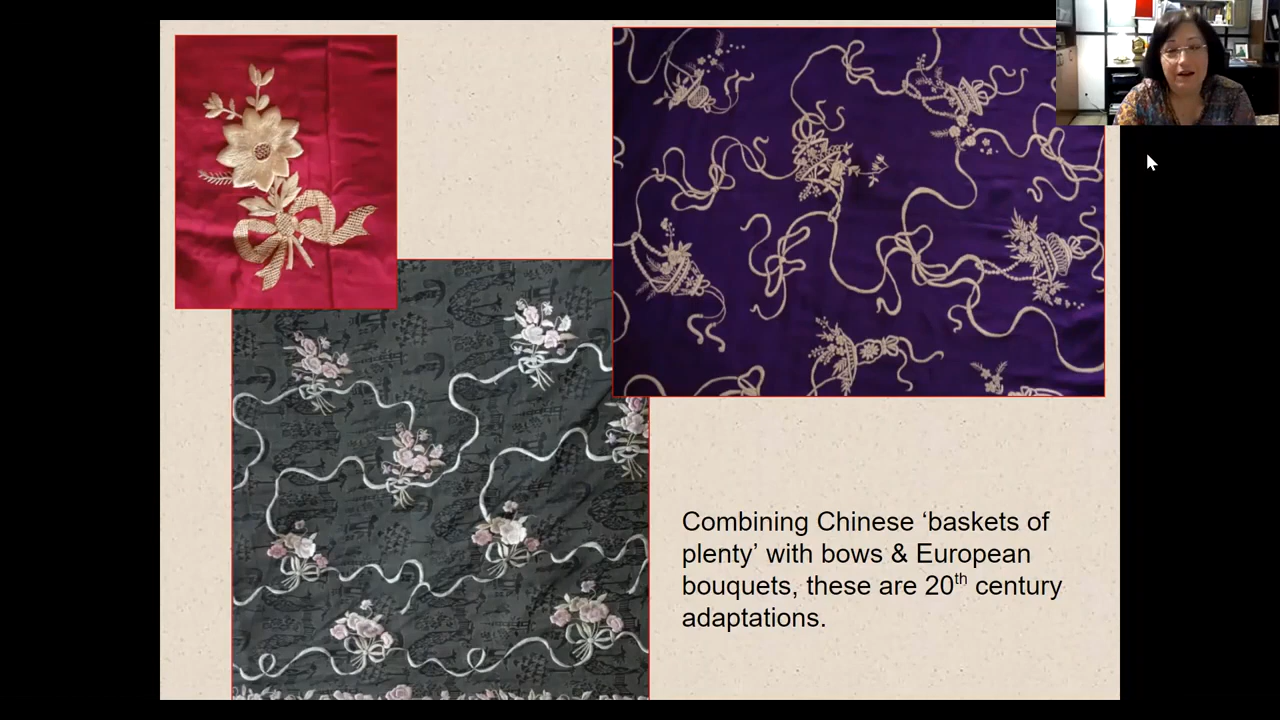 Combining Chinese ‘baskets of
plenty’ with bows & European
bouquets, these are 20th century
adaptations.